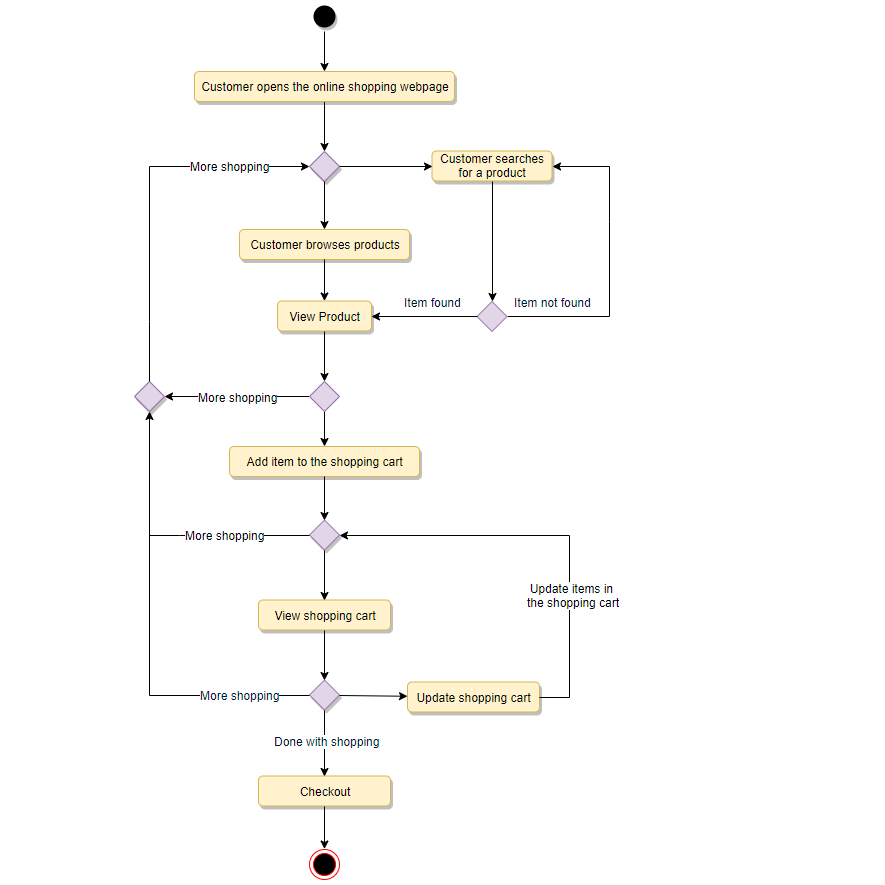 Customer opens the online shopping webpage
More shopping
Customer searches
for a product
Customer browses products
Item found
Item not found
View Product
More shopping
Add item to the shopping cart
More shopping
Update items in
the shopping cart
View shopping cart
More shopping
Update shopping cart
Done with shopping
Checkout